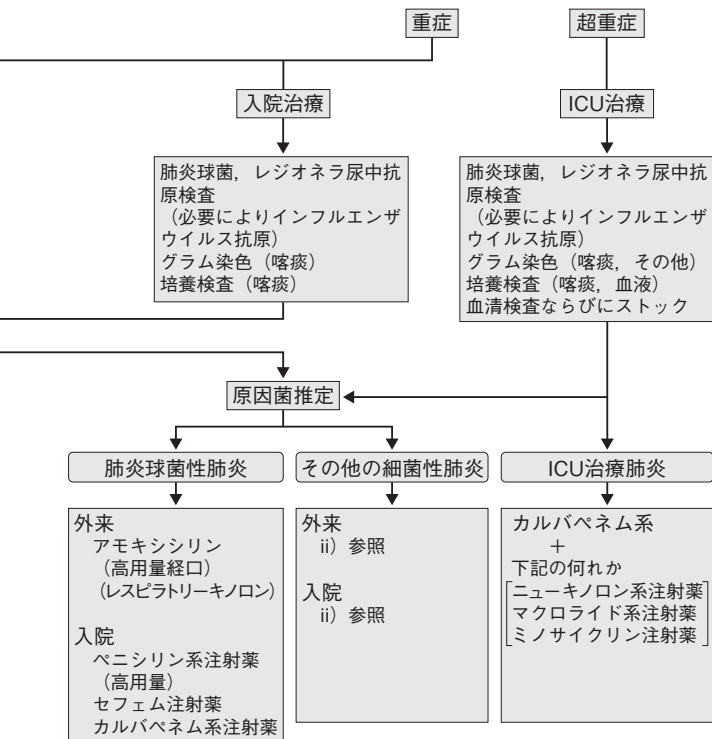 重症
超重症
入院治療
ICU治療
肺炎球菌，レジオネラ尿中抗
原検査
（必要によりインフルエンザ
ウイルス抗原）
グラム染色（喀痰）
培養検査（喀痰）
肺炎球菌，レジオネラ尿中抗
原検査
（必要によりインフルエンザ
ウイルス抗原）
グラム染色（喀痰，その他）
培養検査（喀痰，血液）
血清検査ならびにストック
原因菌推定
肺炎球菌性肺炎
その他の細菌性肺炎
ICU治療肺炎
外来
アモキシシリン
（高用量経口）
（レスピラトリーキノロン）
入院
ペニシリン系注射薬
（高用量）
セフェム注射薬
カルバペネム系注射薬
外来
ii）参照
入院
ii）参照
カルバペネム系
＋
下記の何れか
ニューキノロン系注射薬
マクロライド系注射薬
ミノサイクリン注射薬